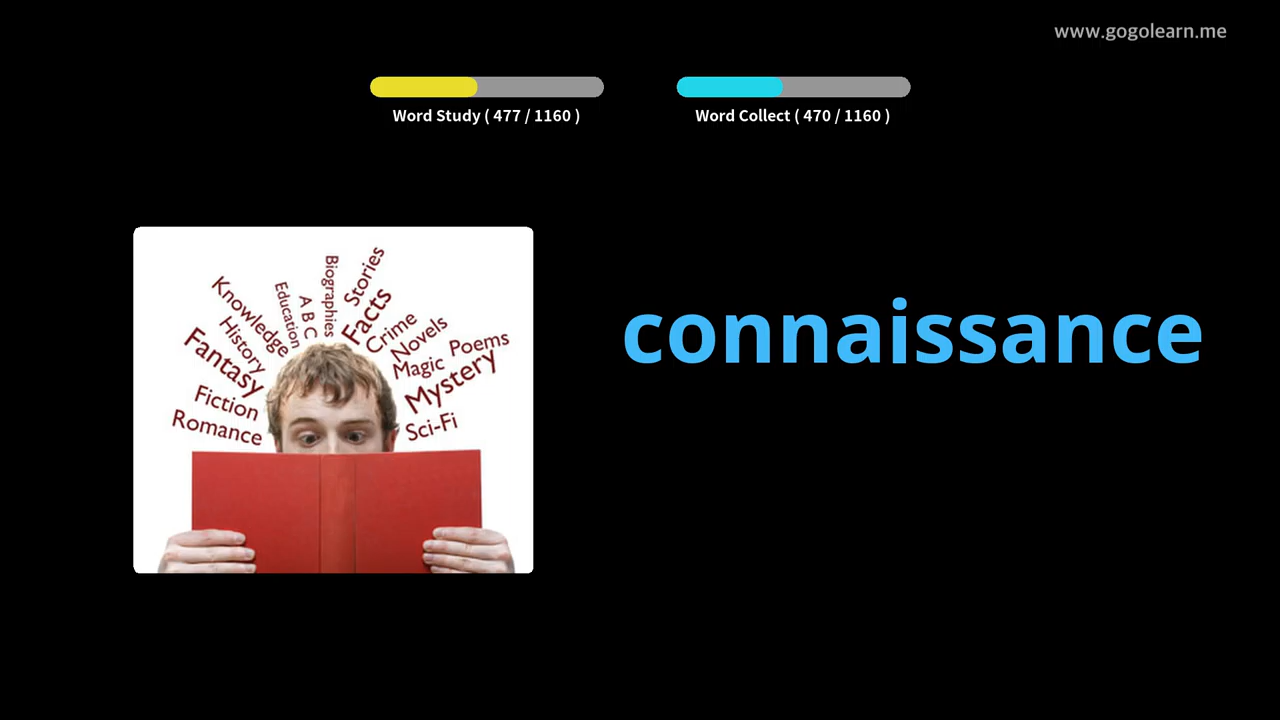 www.gogolearn.me
Word Study ( 477 / 1160 )
Word Collect ( 470 / 1160 )
Knowledge
Education
A B C
Biographies
Stories
Facts
Crime
Novels
Poems
History
Magic
Mystery
Fantasy
Fiction
Romance
Sci-Fi
connaissance